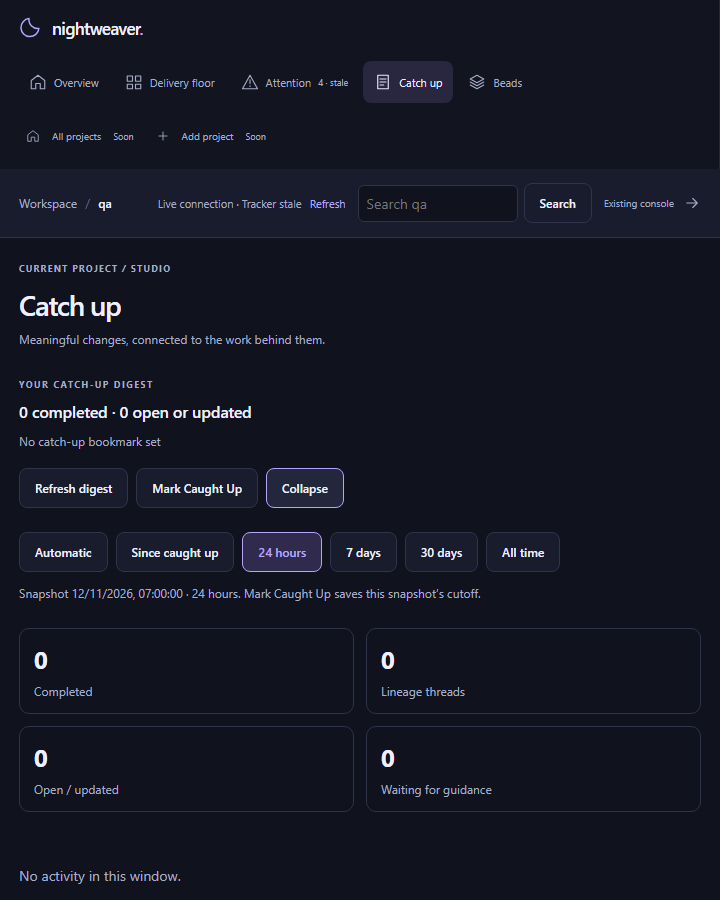 nightweaver.
Overview
Delivery floor
Attention 4 · stale
Catch up
Beads
All projects Soon
Add project Soon
Workspace / qa
Live connection · Tracker stale Refresh
Search qa
Search
Existing console
CURRENT PROJECT / STUDIO
Catch up
Meaningful changes, connected to the work behind them.
YOUR CATCH-UP DIGEST
0 completed · 0 open or updated
No catch-up bookmark set
Refresh digest
Mark Caught Up
Collapse
Automatic
Since caught up
24 hours
7 days
30 days
All time
Snapshot 12/11/2026, 07:00:00 · 24 hours. Mark Caught Up saves this snapshot's cutoff.
0
Completed
0
Lineage threads
0
Open / updated
0
Waiting for guidance
No activity in this window.